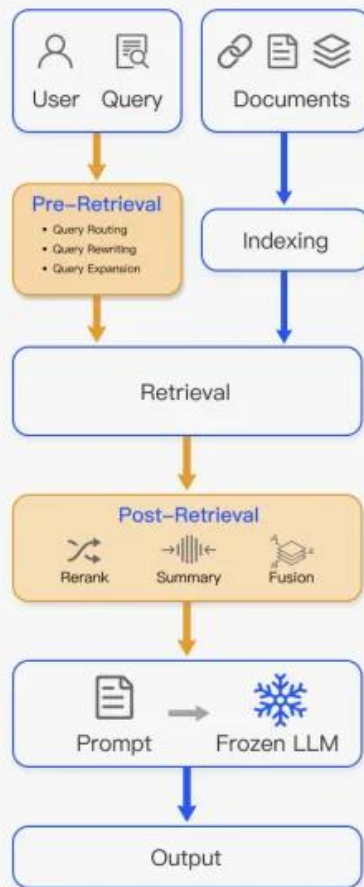 User Query
Documents
Pre-Retrieval
• Query Routing
• Query Rewriting
• Query Expansion
Indexing
Retrieval
Post-Retrieval
Rerank Summary Fusion
Prompt Frozen LLM
Output